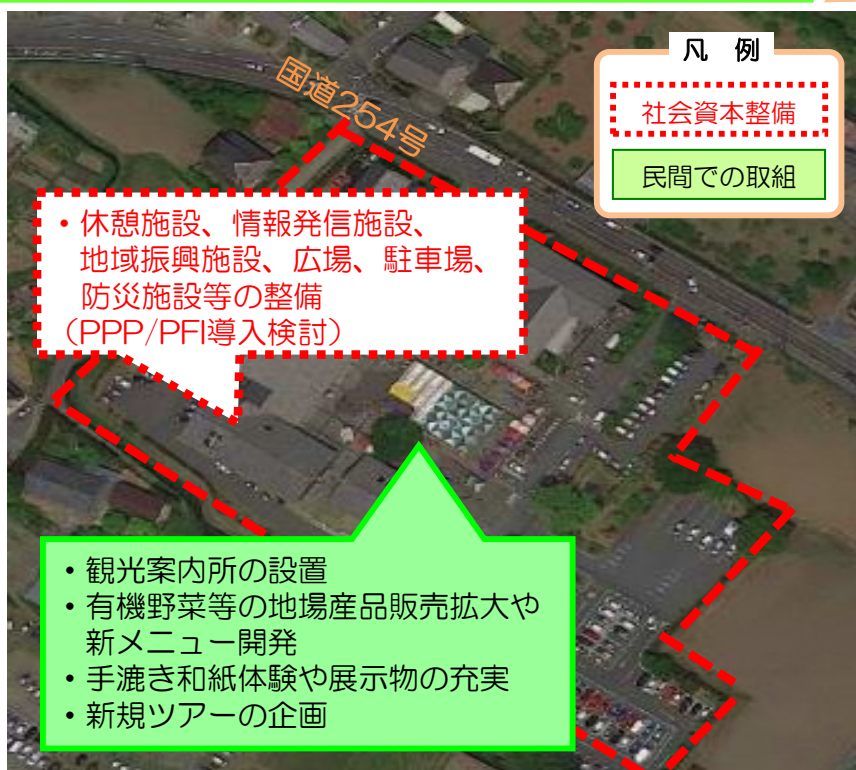 国道254号
凡 例
社会資本整備
民間での取組
・休憩施設、情報発信施設、
地域振興施設、広場、駐車場、
防災施設等の整備
（PPP/PFI導入検討）
・観光案内所の設置
・有機野菜等の地場産品販売拡大や
新メニュー開発
・手漉き和紙体験や展示物の充実
・新規ツアーの企画